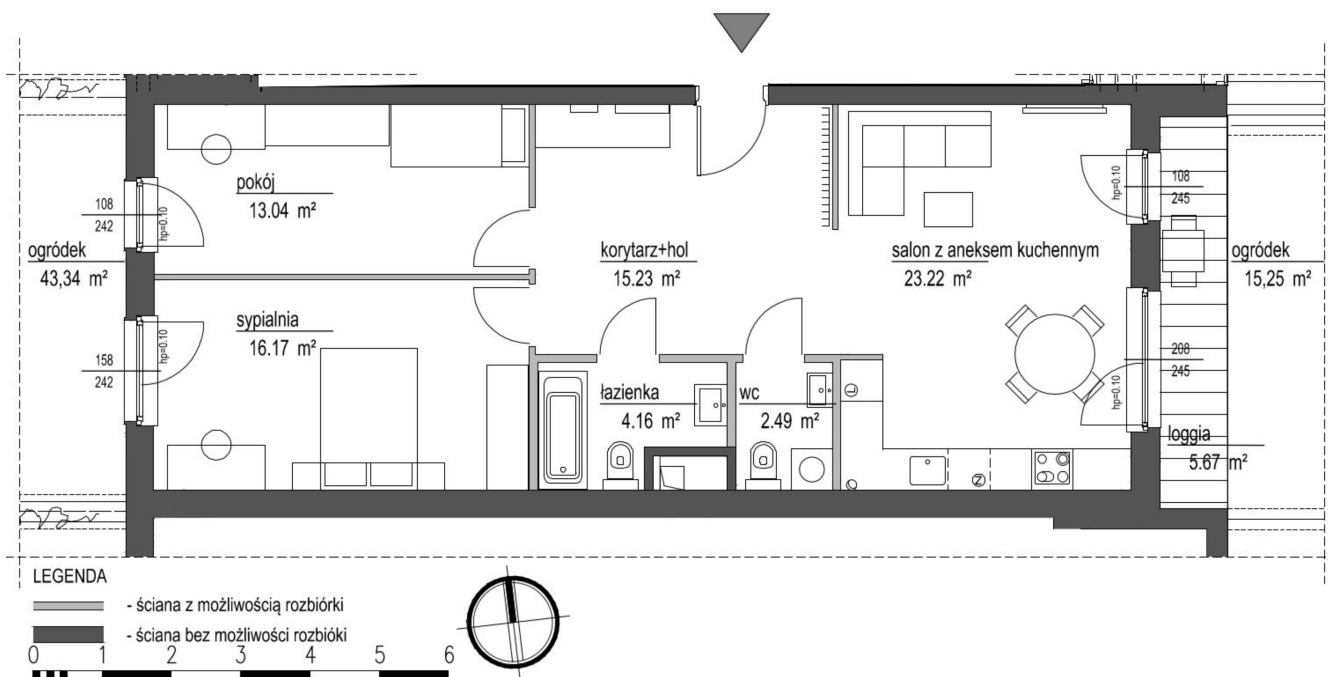 pokój
13.04 m²
108
242
hp=0.10
ogródek
43,34 m²
sypialnia
16.17 m²
158
242
hp=0.10
korytarz+hol
15.23 m²
łazienka
4.16 m²
wc
2.49 m²
salon z aneksem kuchennym
23.22 m²
L
Z
hp=0.10
108
245
hp=0.10
208
245
loggia
5.67 m²
ogródek
15,25 m²
LEGENDA
- ściana z możliwością rozbiórki
- ściana bez możliwości rozbióki
0 1 2 3 4 5 6